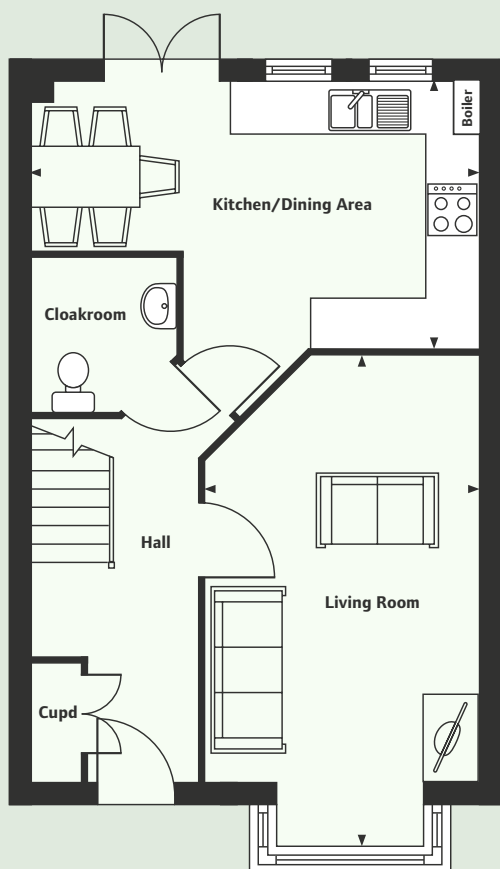 Boiler
Kitchen/Dining Area
Cloakroom
Hall
Living Room
Cupd